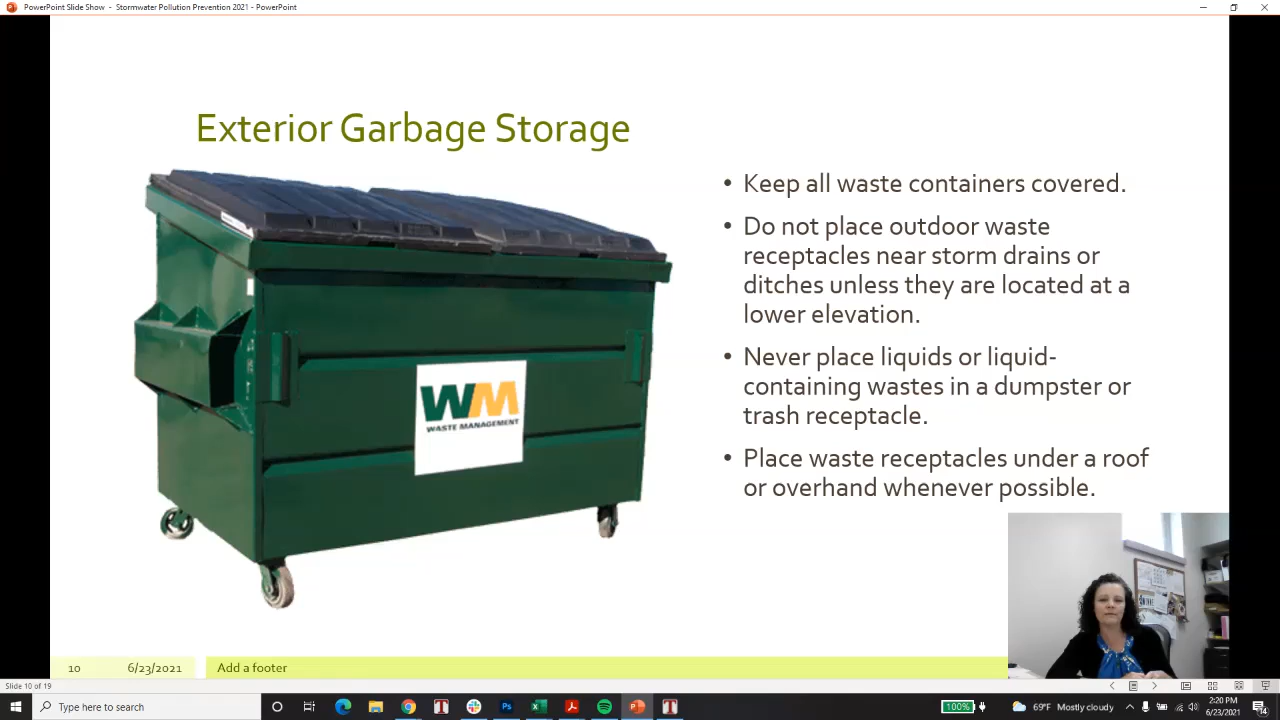 PowerPoint Slide Show - Stormwater Pollution Prevention 2021 - PowerPoint
Exterior Garbage Storage
• Keep all waste containers covered.
• Do not place outdoor waste
receptacles near storm drains or
ditches unless they are located at a
lower elevation.
• Never place liquids or liquid-
containing wastes in a dumpster or
trash receptacle.
• Place waste receptacles under a roof
or overhand whenever possible.
WM
WASTE MANAGEMENT
10
6/23/2021
Add a footer
Slide 10 of 19
Type here to search
100%
69°F Mostly cloudy
2:20 PM
6/23/2021
14